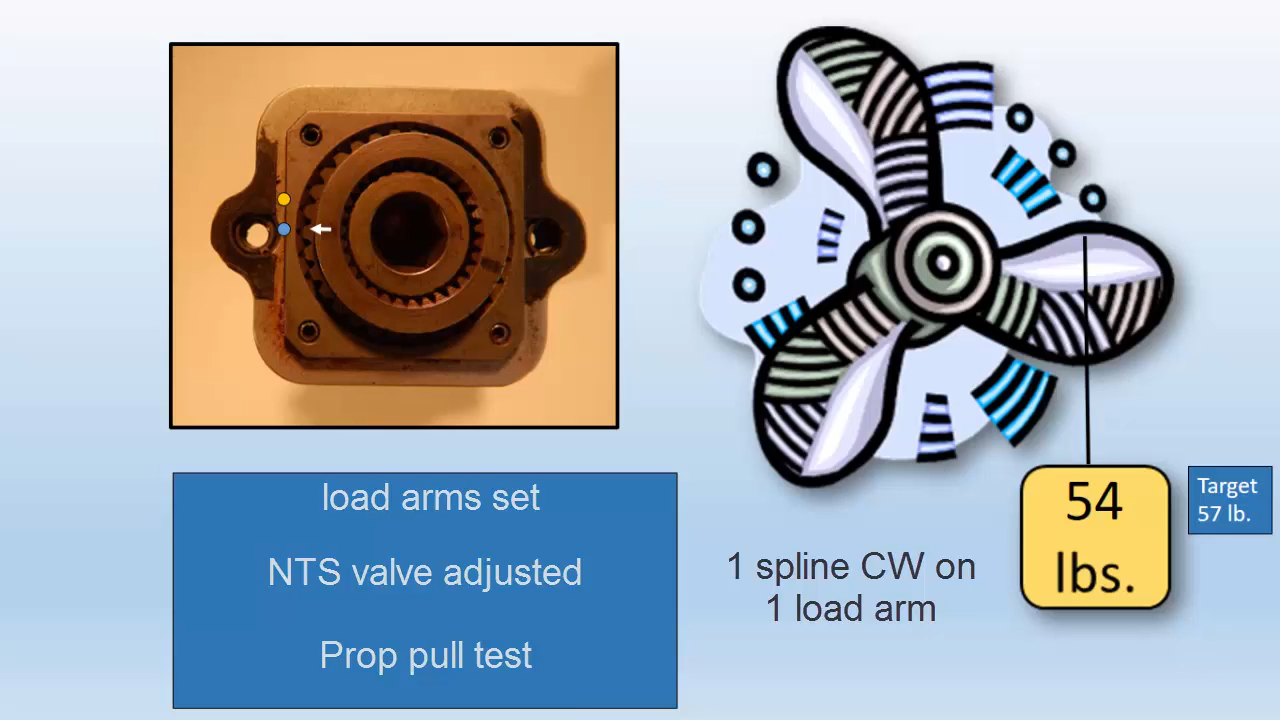 load arms set
NTS valve adjusted
Prop pull test
1 spline CW on
1 load arm
54
lbs.
Target
57 lb.